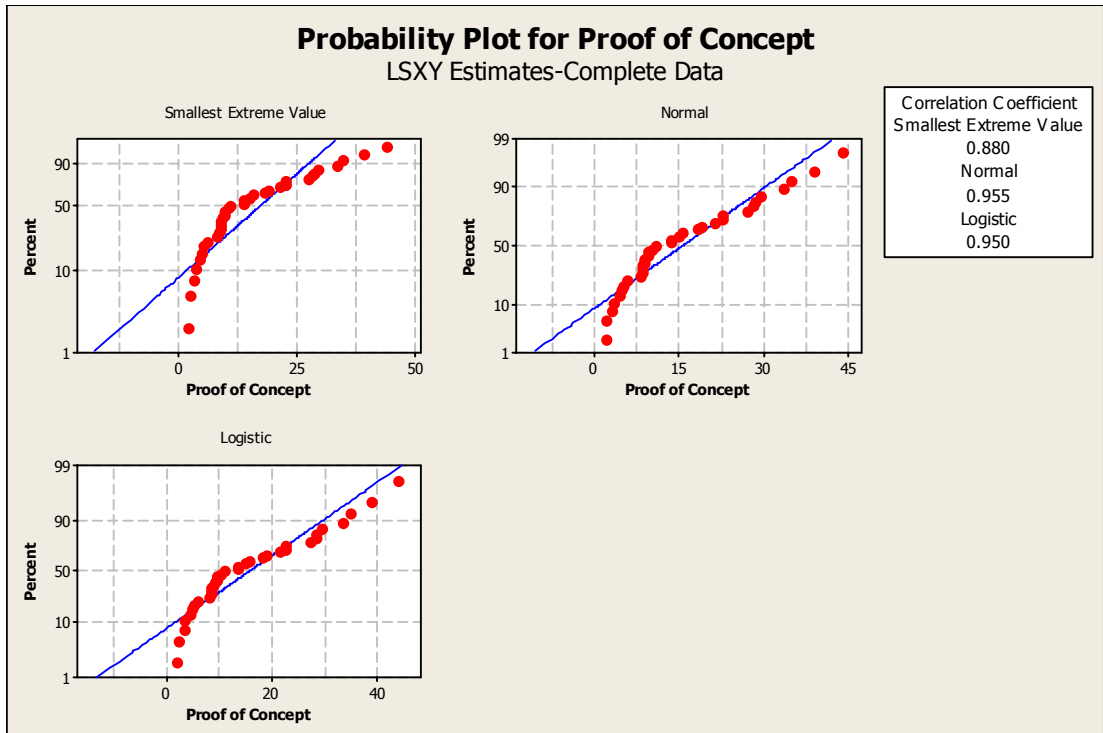 Probability Plot for Proof of Concept
LSXY Estimates-Complete Data
Smallest Extreme Value
90
50
10
1
Percent
0
25
50
Proof of Concept
Normal
99
90
50
10
1
Percent
0
15
30
45
Proof of Concept
Correlation Coefficient
Smallest Extreme Value
0.880
Normal
0.955
Logistic
0.950
Logistic
99
90
50
10
1
Percent
0
20
40
Proof of Concept